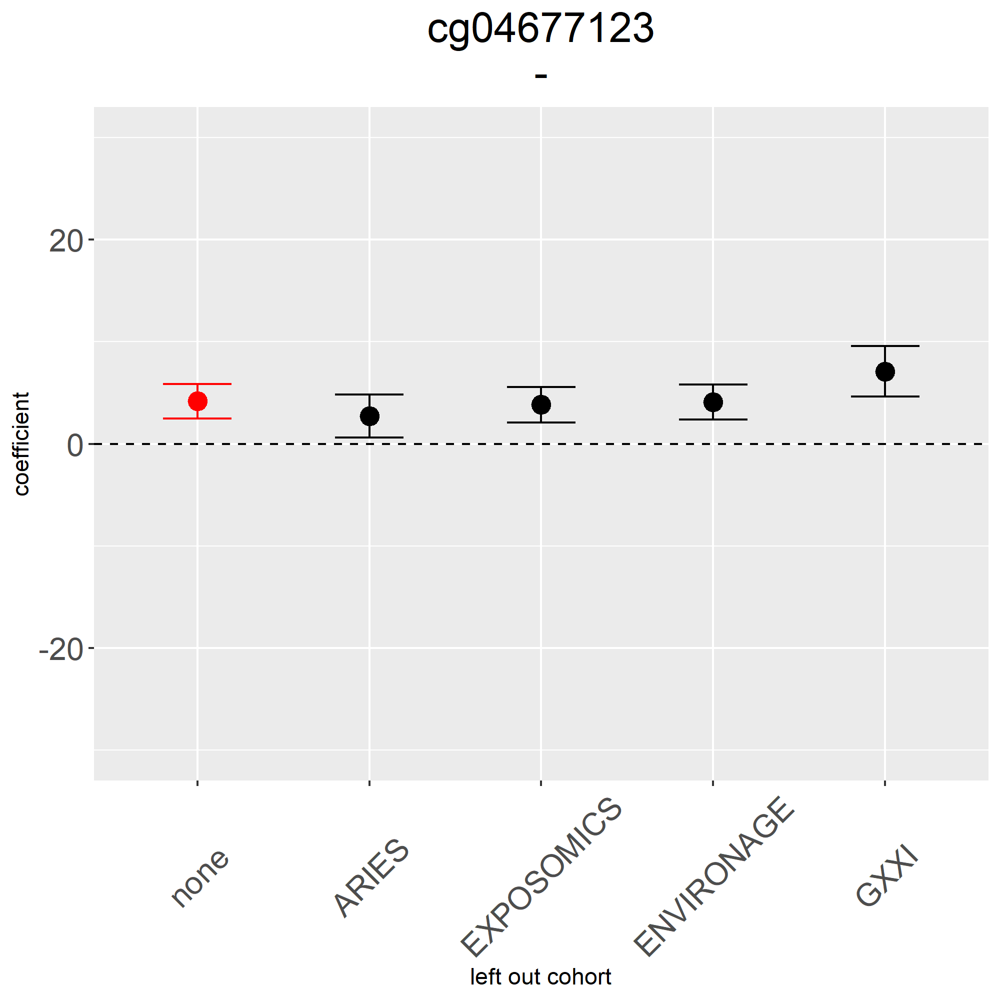 cg04677123
-
coefficient
20
0
-20
none
ARIES
EXPOSOMICS
ENVIRONAGE
GXXI
left out cohort